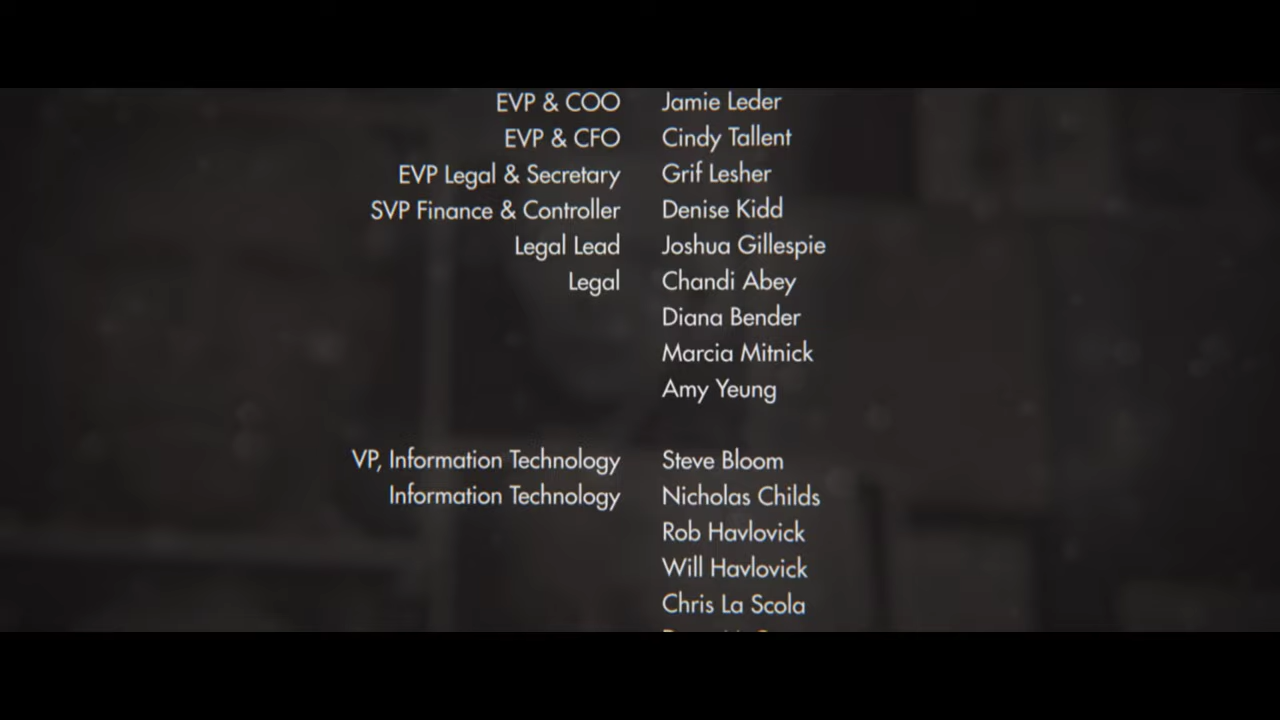 EVP & COO Jamie Leder
EVP & CFO Cindy Tallent
EVP Legal & Secretary Grif Lesher
SVP Finance & Controller Denise Kidd
Legal Lead Joshua Gillespie
Legal Chandi Abey
Diana Bender
Marcia Mitnick
Amy Yeung
VP, Information Technology Steve Bloom
Information Technology Nicholas Childs
Rob Havlovick
Will Havlovick
Chris La Scola